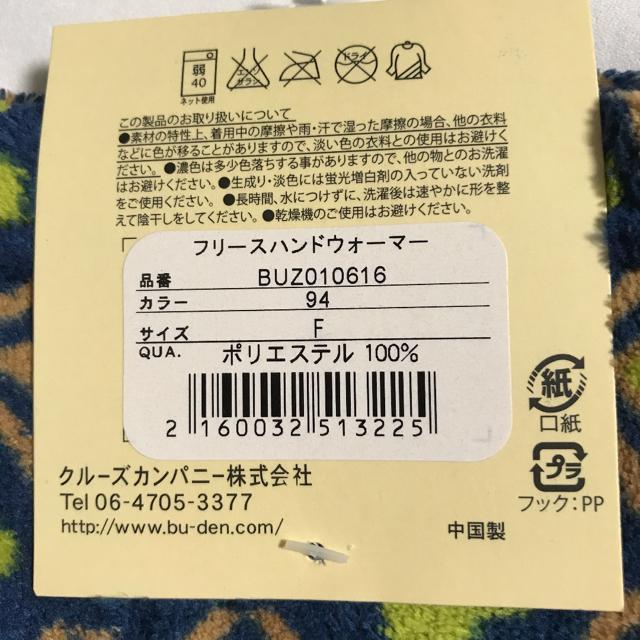 弱
40
ネット使用
エンソ
サラシ
ドライ
この製品のお取り扱いについて
●素材の特性上、着用中の摩擦や雨・汗で湿った摩擦の場合、他の衣料
などに色が移ることがありますので、淡い色の衣料との使用はお避けく
ださい。●濃色は多少色落ちする事がありますので、他の物とのお洗濯
はお避けください。●生成り・淡色には蛍光増白剤の入っていない洗剤
をご使用ください。●長時間、水につけずに、洗濯後は速やかに形を整
えて陰干しをしてください。●乾燥機のご使用はお避けください。
フリースハンドウォーマー
品番 BUZ010616
カラー 94
サイズ F
QUA. ポリエステル 100%
2 160032 513225
紙
口紙
プラ
フック:PP
クルーズカンパニー株式会社
Tel 06-4705-3377
http://www.bu-den.com/
中国製